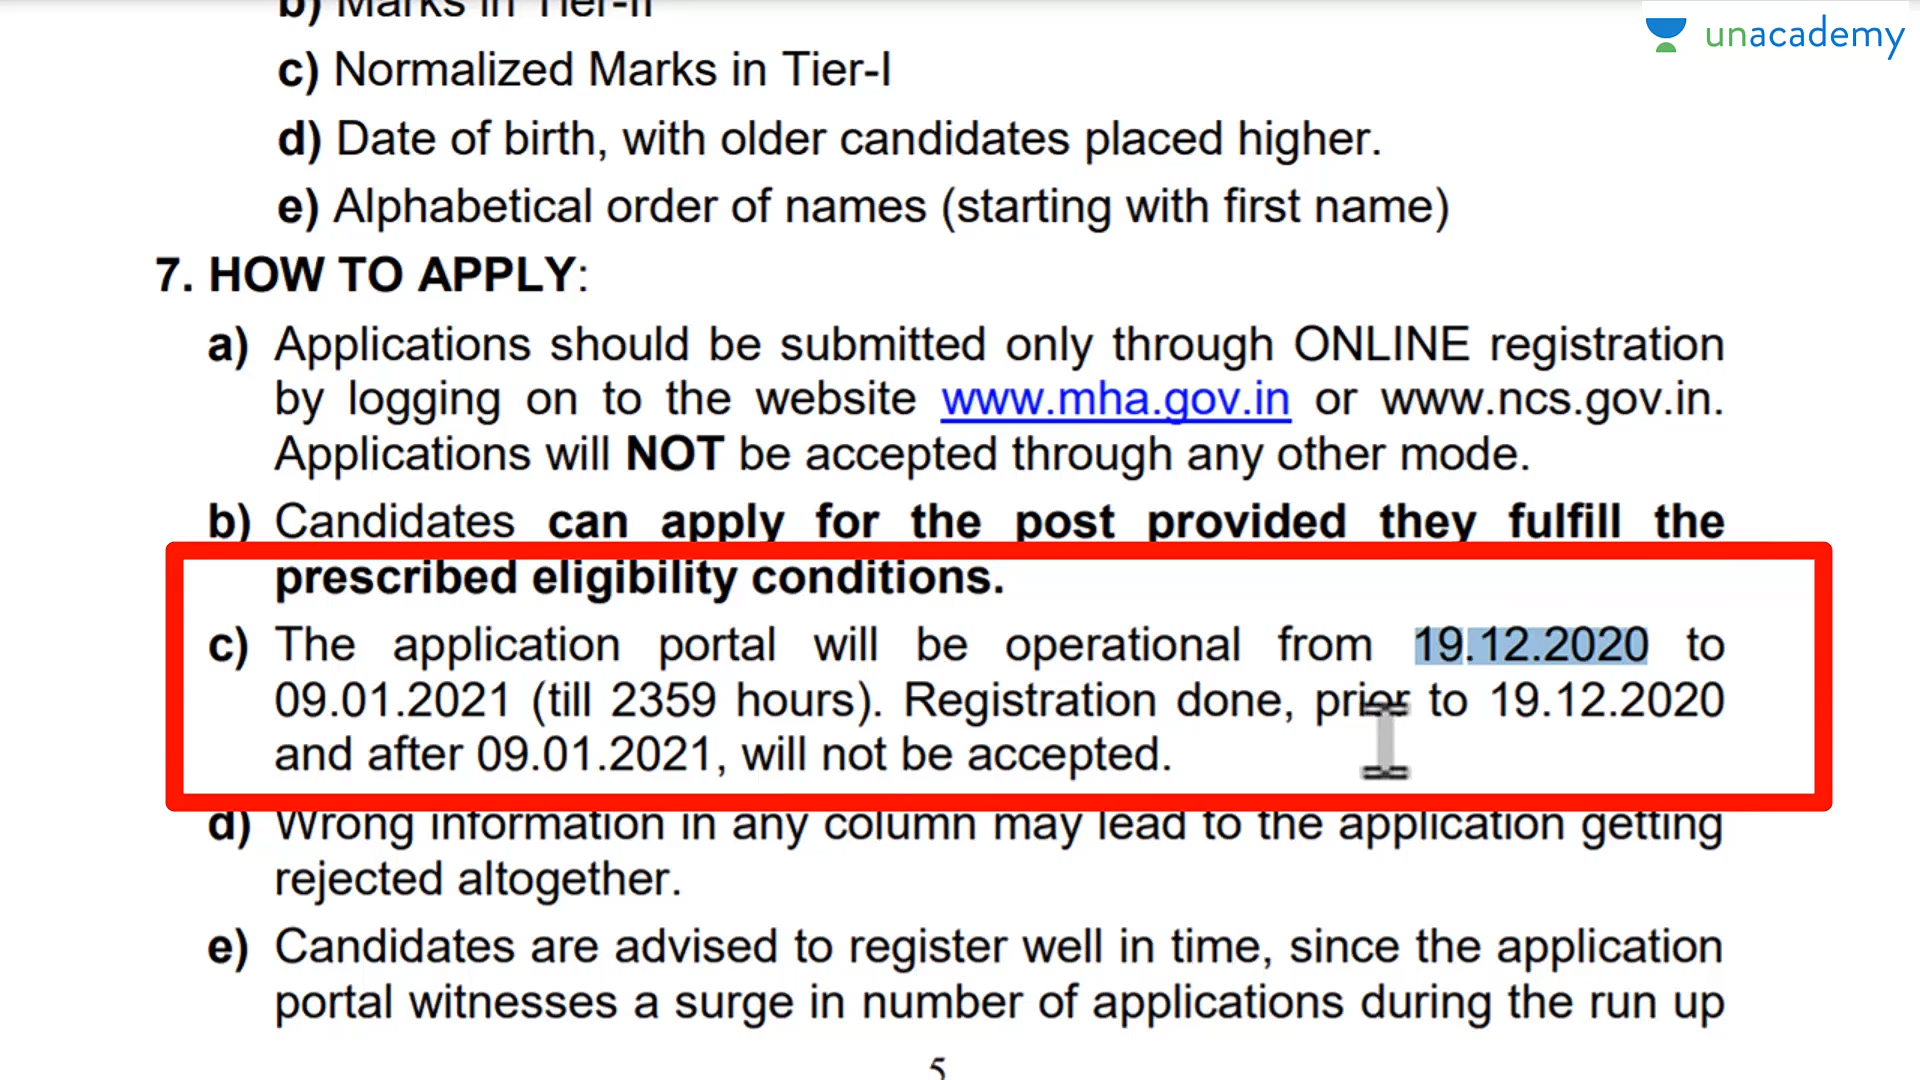 b) Marks in Tier-II
unacademy
c) Normalized Marks in Tier-I
d) Date of birth, with older candidates placed higher.
e) Alphabetical order of names (starting with first name)
7. HOW TO APPLY:
a) Applications should be submitted only through ONLINE registration
by logging on to the website www.mha.gov.in or www.ncs.gov.in.
Applications will NOT be accepted through any other mode.
b) Candidates can apply for the post provided they fulfill the
prescribed eligibility conditions.
c) The application portal will be operational from 19.12.2020 to
09.01.2021 (till 2359 hours). Registration done, prior to 19.12.2020
and after 09.01.2021, will not be accepted.
d) Wrong information in any column may lead to the application getting
rejected altogether.
e) Candidates are advised to register well in time, since the application
portal witnesses a surge in number of applications during the run up
5